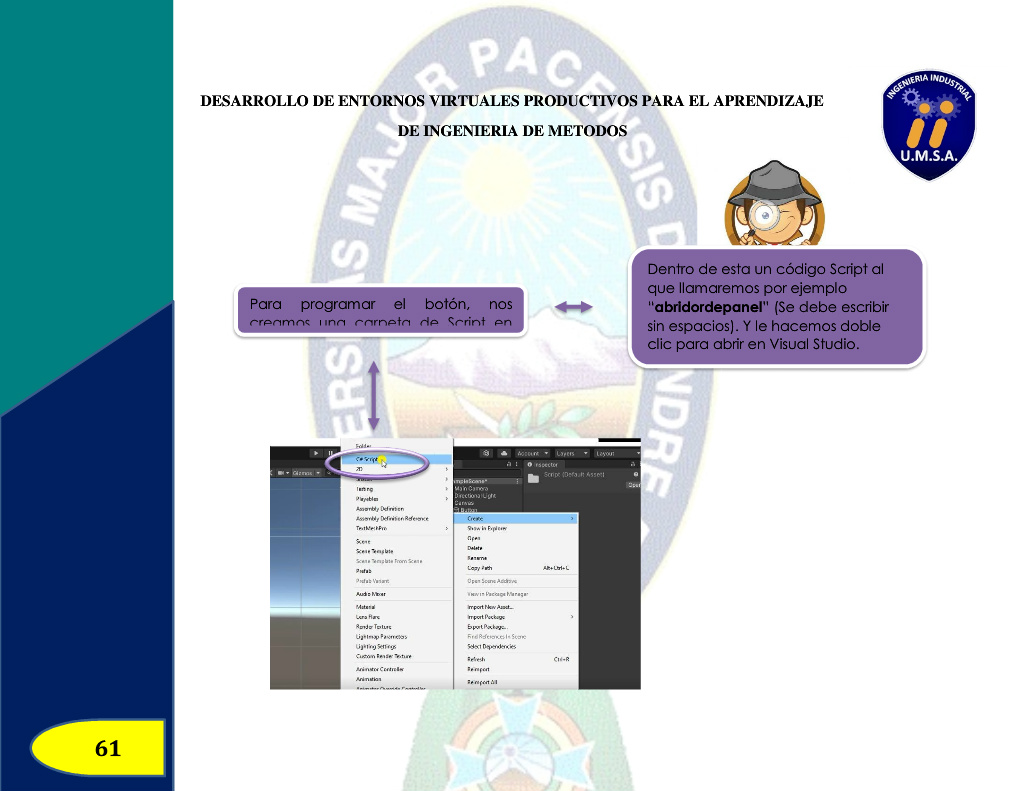 DESARROLLO DE ENTORNOS VIRTUALES PRODUCTIVOS PARA EL APRENDIZAJE
DE INGENIERIA DE METODOS
INGENIERIA INDUSTRIAL
U.M.S.A.
MAJOR PACENSIS D
Para programar el botón, nos
creamos una carpeta de Script en
Dentro de esta un código Script al
que llamaremos por ejemplo
“abridordepanel” (Se debe escribir
sin espacios). Y le hacemos doble
clic para abrir en Visual Studio.
Folder
C# Script
2D
Testing
Playables
Assembly Definition
Assembly Definition Reference
TextMeshPro
Scene
Scene Template
Scene Template From Scene
Prefab
Prefab Variant
Audio Mixer
Material
Lens Flare
Render Texture
Lightmap Parameters
Lighting Settings
Custom Render Texture
Animator Controller
Animation
Animator Override Controller
Gizmos
Account
Layers
Layout
Inspector
Script (Default Asset)
Open
ampleScene*
Main Camera
Directional Light
Canvas
Button
Create
Show in Explorer
Open
Delete
Rename
Copy Path Alt+Ctrl+C
Open Scene Additive
View in Package Manager
Import New Asset...
Import Package
Export Package...
Find References In Scene
Select Dependencies
Refresh Ctrl+R
Reimport
Reimport All
61